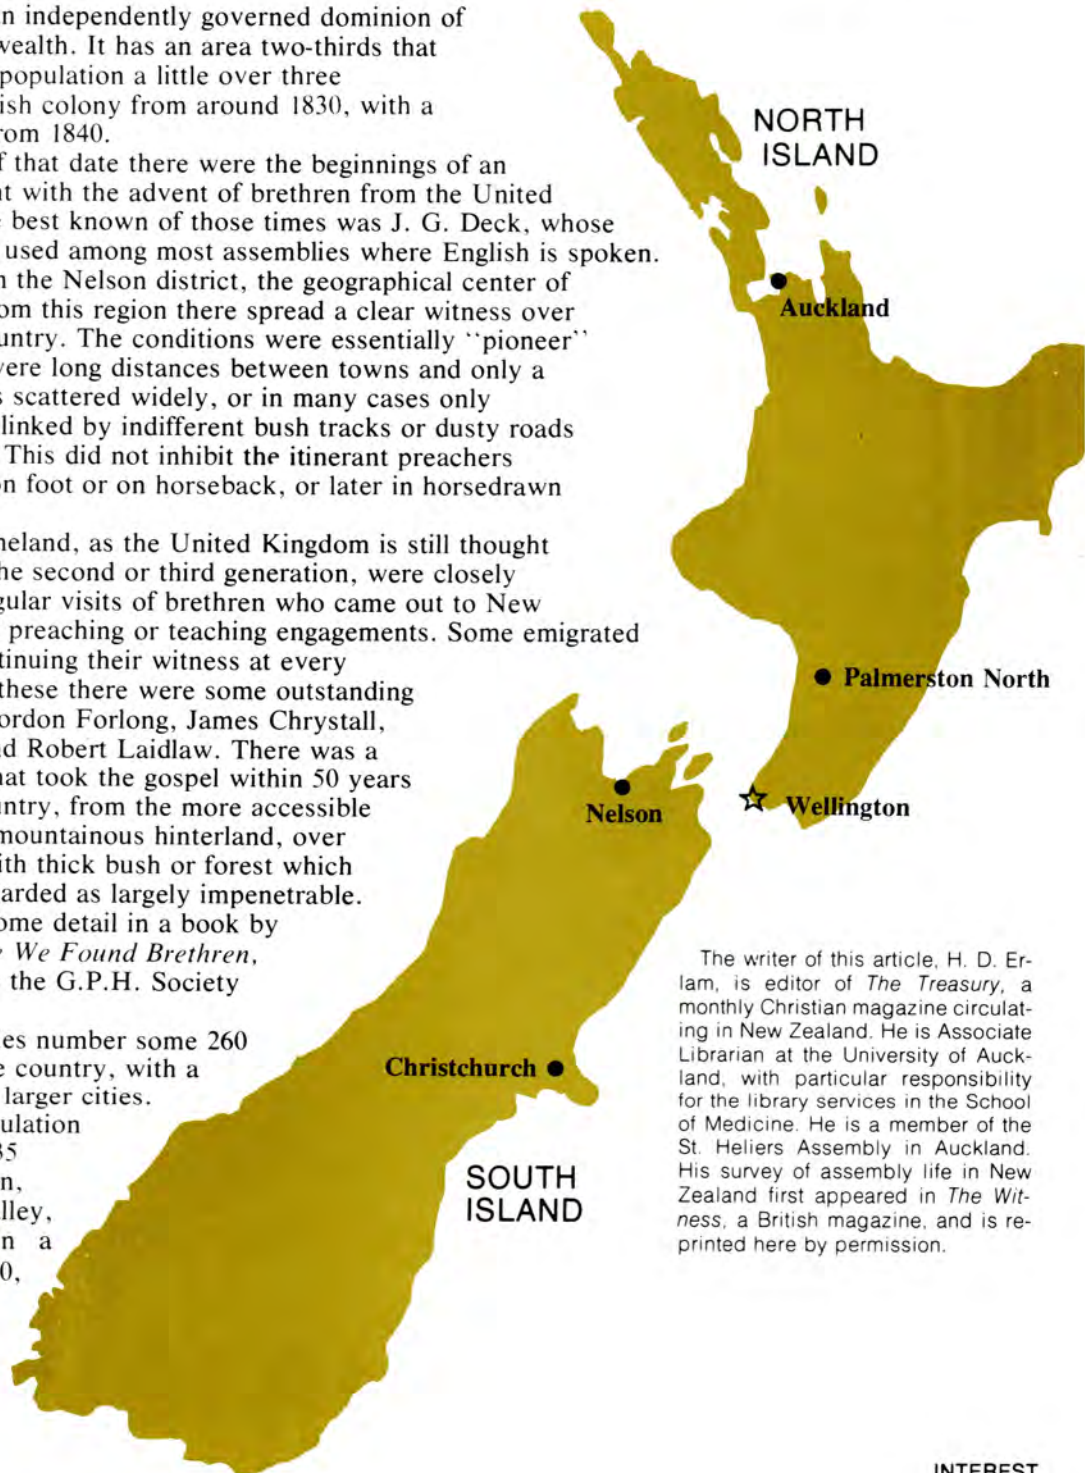 n independently governed dominion of
wealth. It has an area two-thirds that
population a little over three
ish colony from around 1830, with a
rom 1840.
f that date there were the beginnings of an
nt with the advent of brethren from the United
e best known of those times was J. G. Deck, whose
used among most assemblies where English is spoken.
n the Nelson district, the geographical center of
om this region there spread a clear witness over
untry. The conditions were essentially "pioneer"
vere long distances between towns and only a
s scattered widely, or in many cases only
linked by indifferent bush tracks or dusty roads
This did not inhibit the itinerant preachers
on foot or on horseback, or later in horsedrawn
neland, as the United Kingdom is still thought
he second or third generation, were closely
gular visits of brethren who came out to New
preaching or teaching engagements. Some emigrated
tinuing their witness at every
these there were some outstanding
ordon Forlong, James Chrystall,
nd Robert Laidlaw. There was a
hat took the gospel within 50 years
untry, from the more accessible
mountainous hinterland, over
ith thick bush or forest which
arded as largely impenetrable.
ome detail in a book by
e We Found Brethren,
the G.P.H. Society
es number some 260
e country, with a
larger cities.
ulation
35
n,
lley,
n a
0,
NORTH
ISLAND
Auckland
Palmerston North
Wellington
Nelson
Christchurch
SOUTH
ISLAND
The writer of this article, H. D. Er-
lam, is editor of The Treasury, a
monthly Christian magazine circulat-
ing in New Zealand. He is Associate
Librarian at the University of Auck-
land, with particular responsibility
for the library services in the School
of Medicine. He is a member of the
St. Heliers Assembly in Auckland.
His survey of assembly life in New
Zealand first appeared in The Wit-
ness, a British magazine, and is re-
printed here by permission.
INTEREST